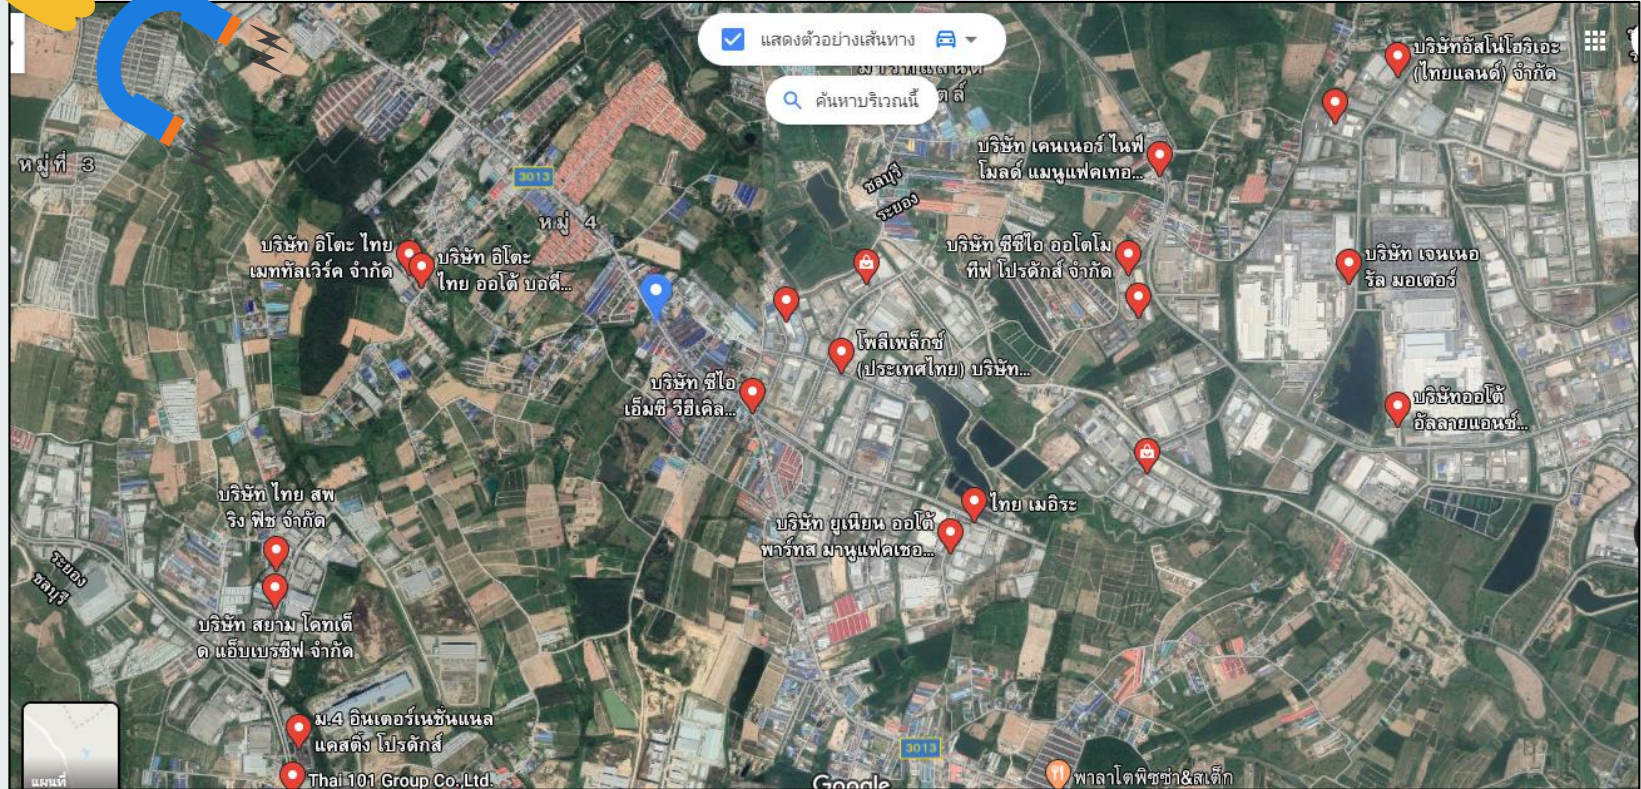 แสดงตัวอย่างเส้นทาง
ค้นหาบริเวณนี้
บริษัทอัสโน่โฮริเอะ
(ไทยแลนด์) จำกัด
บริษัท เคนเนอร์ ไนฟ์
โมลด์ แมนูแฟคเทอ...
หมู่ที่ 3
3013
หมู่ 4
ชลบุรี
ระยอง
บริษัท อิโตะ ไทย
เมททัลเวิร์ค จำกัด
บริษัท อิโตะ
ไทย ออโต้ บอดี้...
บริษัท ซีซีไอ ออโตโม
ทีฟ โปรดักส์ จำกัด
บริษัท เจนเนอ
รัล มอเตอร์
โพลีเพล็กซ์
(ประเทศไทย) บริษัท...
บริษัท ซีไอ
เอ็มซี วีฮีเคิล...
บริษัทออโต้
อัลลายแอนซ์...
บริษัท ไทย สพ
ริง ฟิช จำกัด
ไทย เมอิระ
บริษัท ยูเนียน ออโต้
พาร์ทส มานูแฟคเชอ...
ระยอง
ชลบุรี
บริษัท สยาม โคทเต็
ด แอ็บเบรซีฟ จำกัด
ม.4 อินเตอร์เนชั่นแนล
แคสติ้ง โปรดักส์
Thai 101 Group Co.,Ltd.
3013
แผนที่
Google
พาลาโตพิซซ่า&สเต็ก